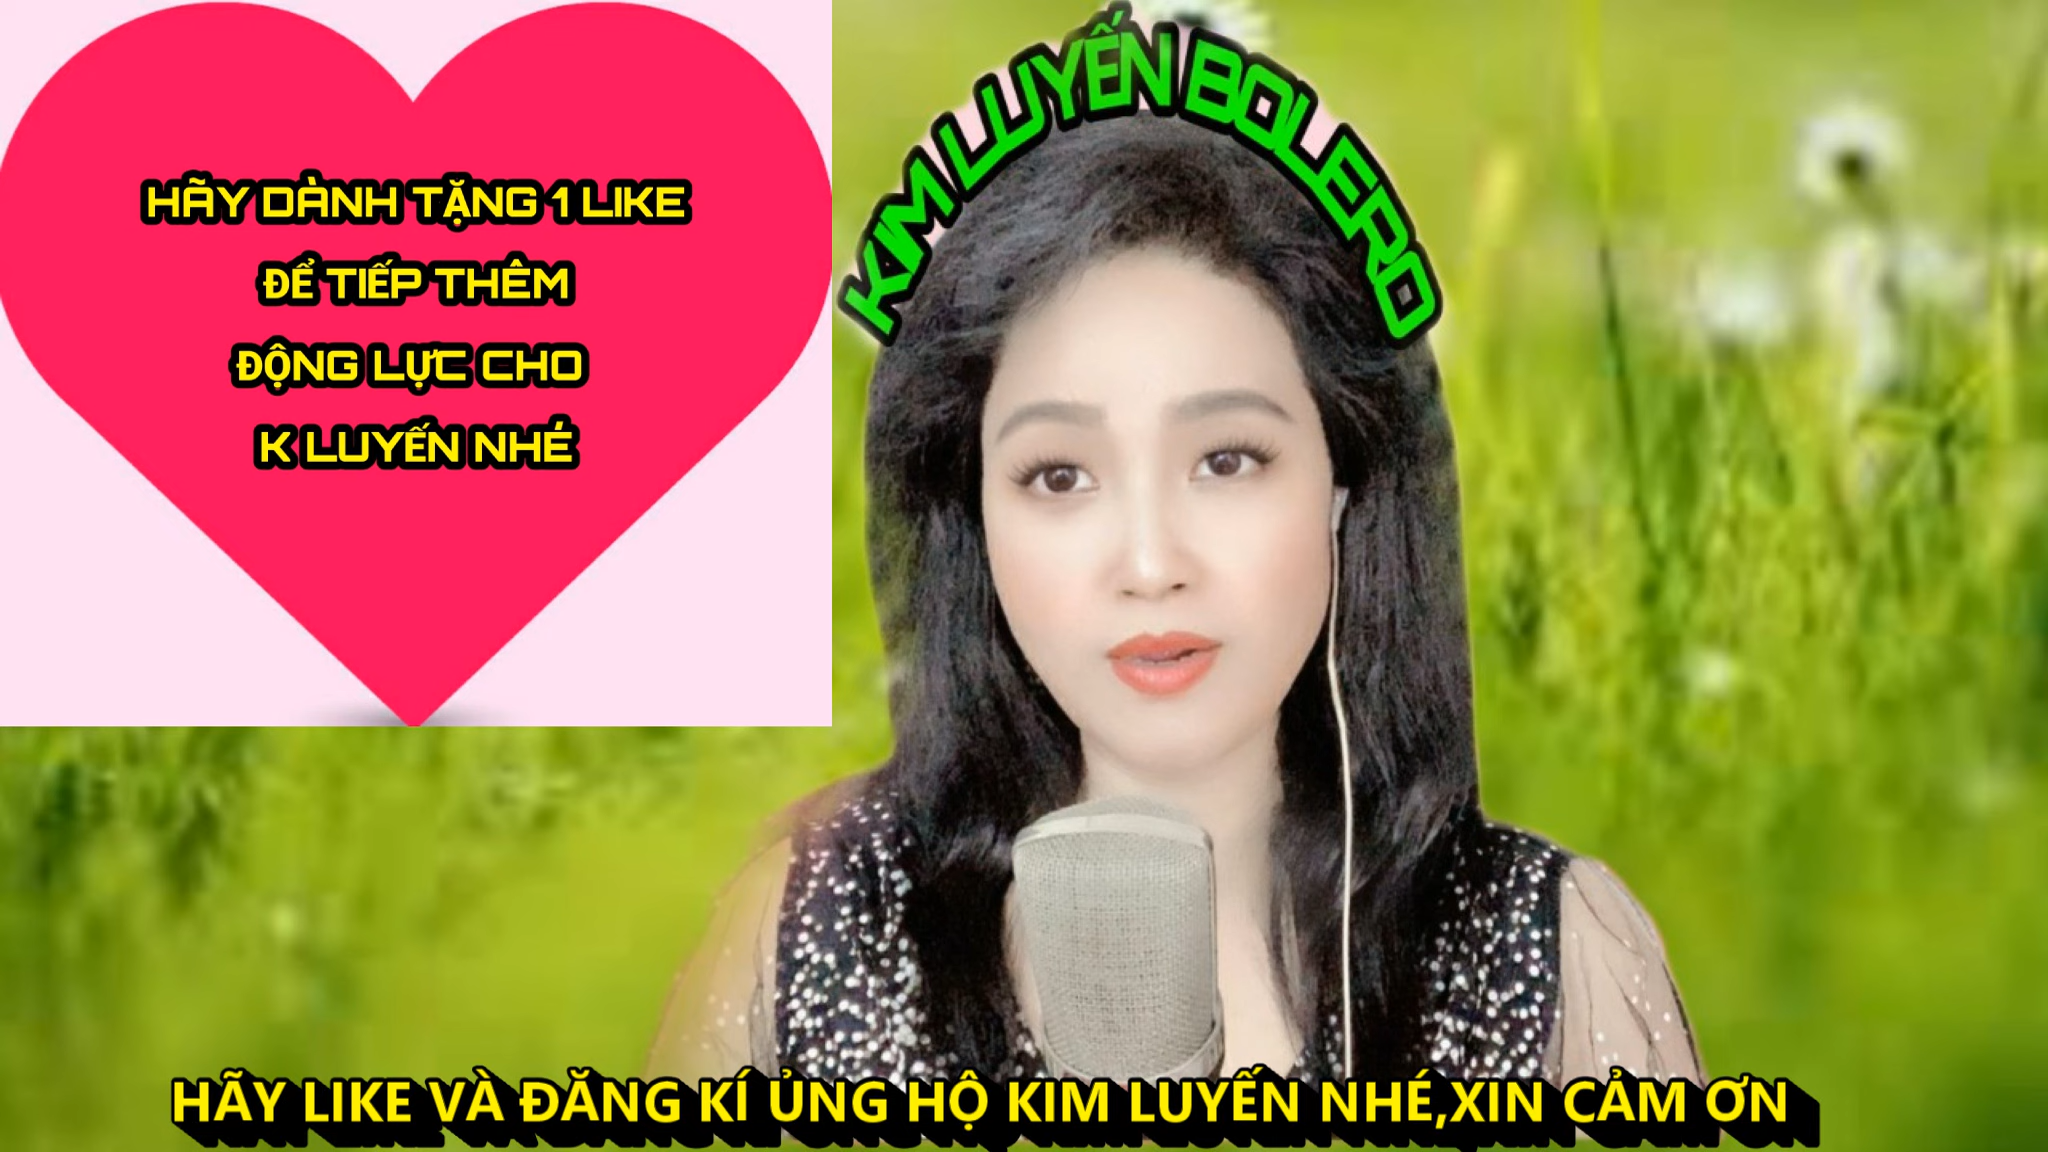 KIM LUYẾN BOLERO
HÃY DÀNH TẶNG 1 LIKE
ĐỂ TIẾP THÊM
ĐỘNG LỰC CHO
K LUYẾN NHÉ
HÃY LIKE VÀ ĐĂNG KÍ ỦNG HỘ KIM LUYẾN NHÉ,XIN CẢM ƠN